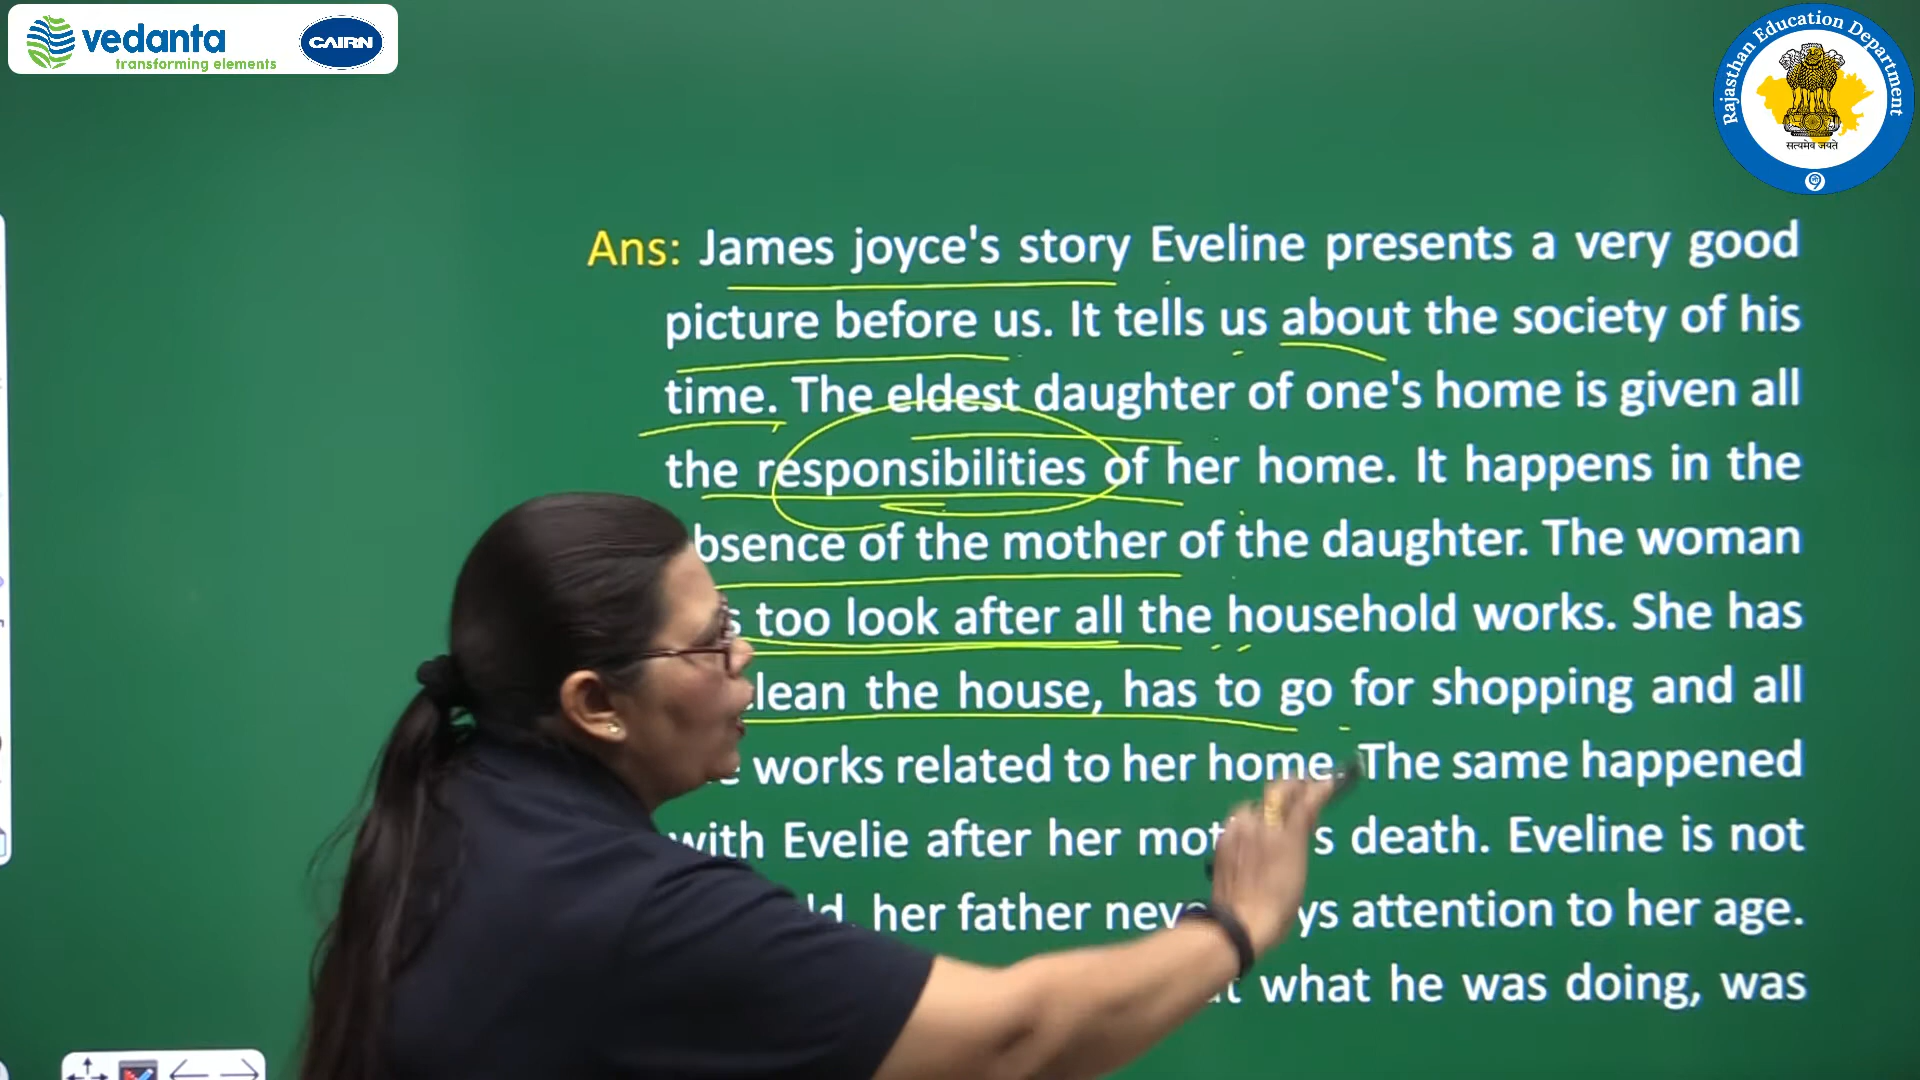 vedanta
transforming elements
CAIRN
Rajasthan Education Department
सत्यमेव जयते
Ans: James joyce's story Eveline presents a very good
picture before us. It tells us about the society of his
time. The eldest daughter of one's home is given all
the responsibilities of her home. It happens in the
of the mother of the daughter. The woman
too look after all the household works. She has
the house, has to go for shopping and all
works related to her home. The same happened
with Evelie after her death. Eveline is not
her father attention to her age.
what he was doing, was